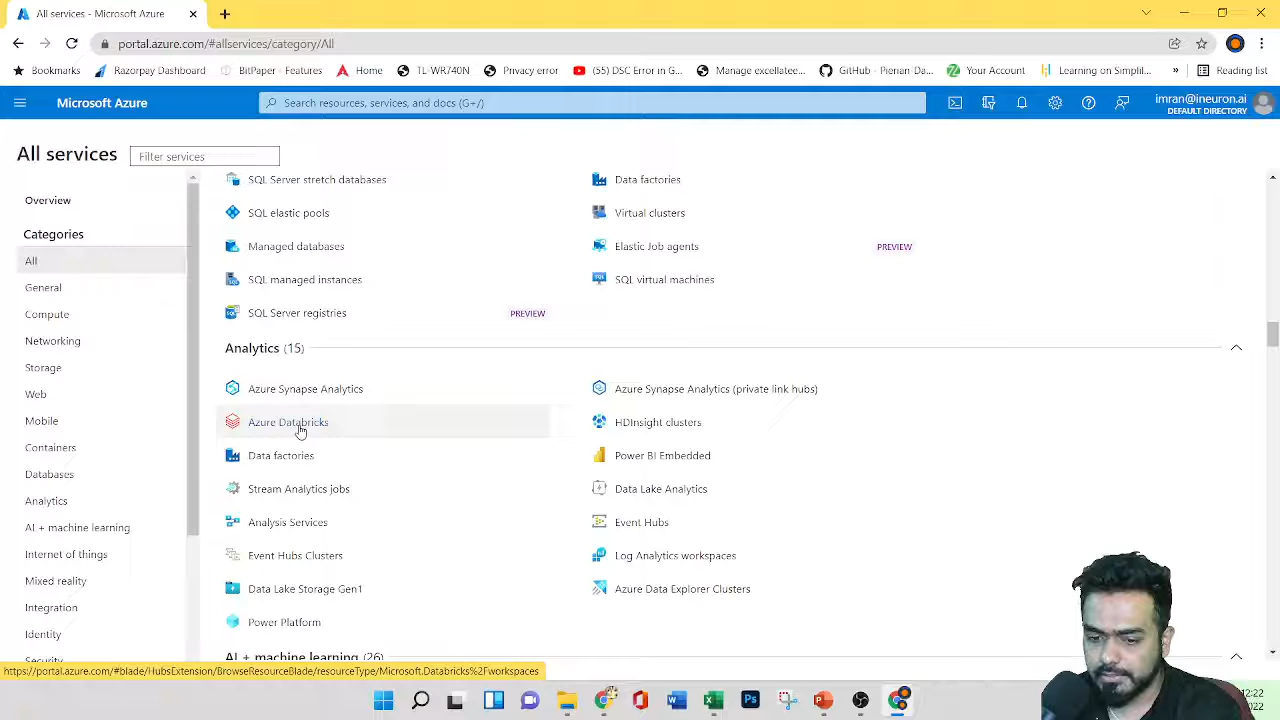 All services - Microsoft Azure
portal.azure.com/#allservices/category/All
Bookmarks
Razorpay Dashboard
BitPaper - Features
Home
TL-WR740N
Privacy error
(55) DSC Error in G...
Manage excellatee...
GitHub - Pierian-Da...
Your Account
Learning on Simplil...
»
Reading list
Microsoft Azure
Search resources, services, and docs (G+/)
imran@ineuron.ai
DEFAULT DIRECTORY
All services
Filter services
Overview
Categories
All
General
Compute
Networking
Storage
Web
Mobile
Containers
Databases
Analytics
AI + machine learning
Internet of things
Mixed reality
Integration
Identity
Security
SQL Server stretch databases
Data factories
SQL elastic pools
Virtual clusters
Managed databases
Elastic Job agents
PREVIEW
SQL managed instances
SQL virtual machines
SQL Server registries
PREVIEW
Analytics (15)
Azure Synapse Analytics
Azure Synapse Analytics (private link hubs)
Azure Databricks
HDInsight clusters
Data factories
Power BI Embedded
Stream Analytics jobs
Data Lake Analytics
Analysis Services
Event Hubs
Event Hubs Clusters
Log Analytics workspaces
Data Lake Storage Gen1
Azure Data Explorer Clusters
Power Platform
AI + machine learning (26)
https://portal.azure.com/#blade/HubsExtension/BrowseResourceBlade/resourceType/Microsoft.Databricks%2Fworkspaces
12:22